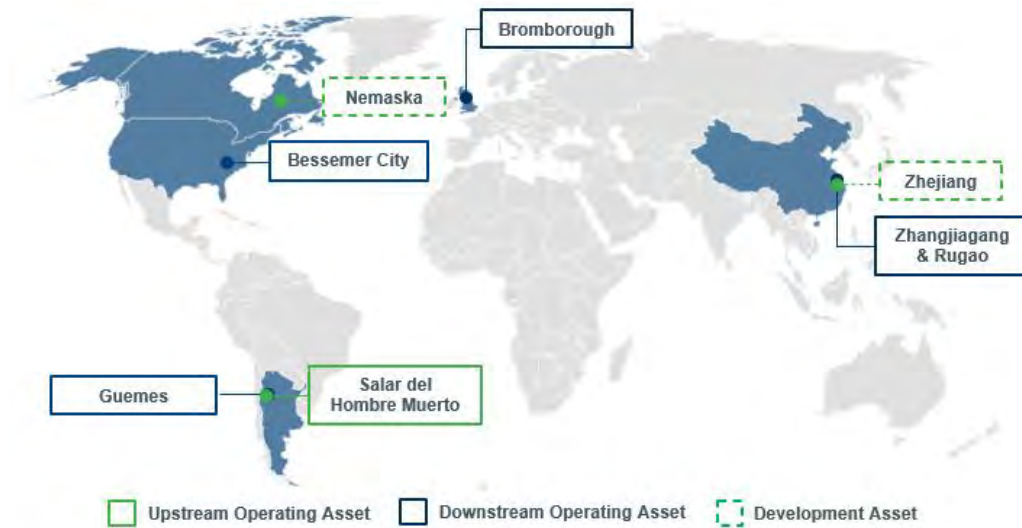 Bromborough
Nemaska
Bessemer City
Zhejiang
Zhangjiagang
& Rugao
Guemes
Salar del
Hombre Muerto
Upstream Operating Asset
Downstream Operating Asset
Development Asset